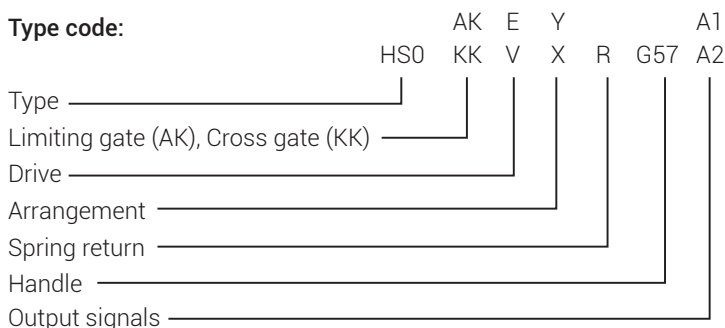 Type code: AK E Y A1
HS0 KK V X R G57 A2
Type
Limiting gate (AK), Cross gate (KK)
Drive
Arrangement
Spring return
Handle
Output signals